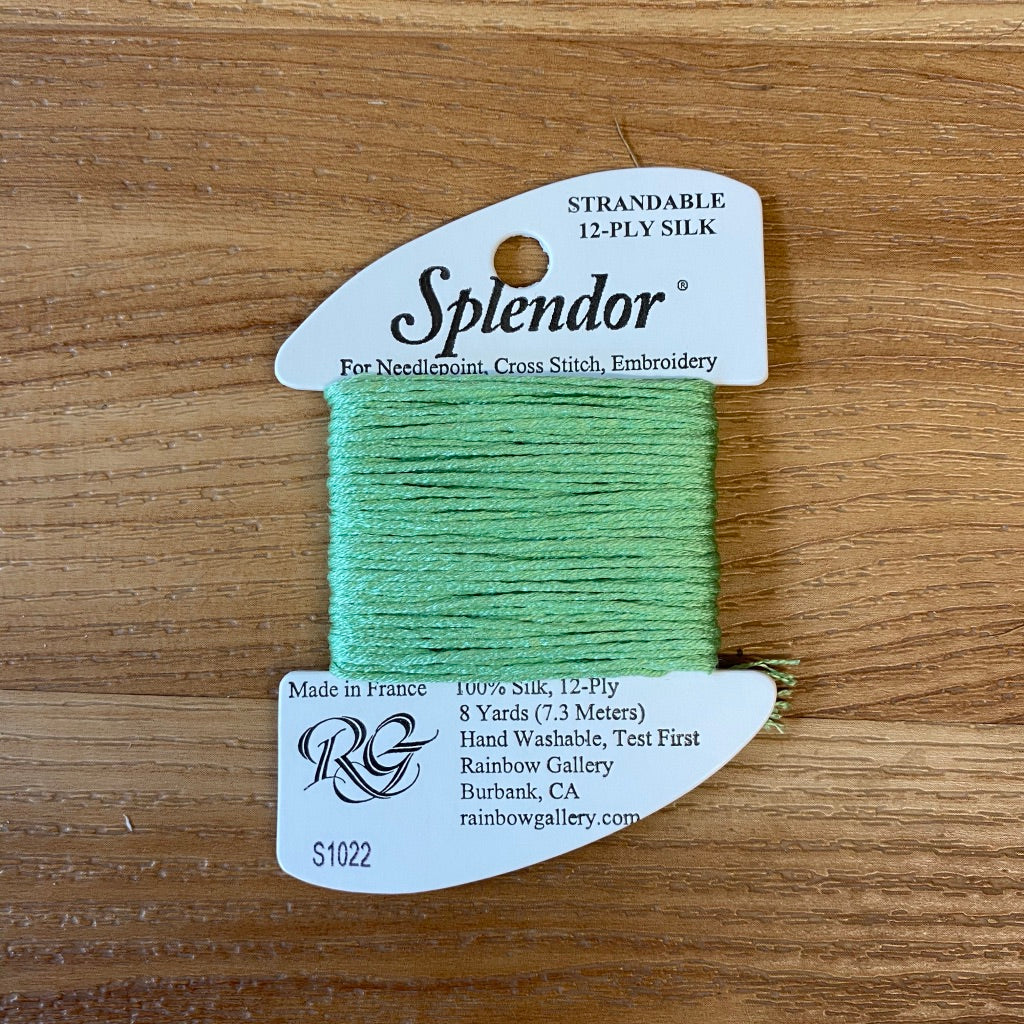 STRANDABLE
12-PLY SILK
Splendor ®
For Needlepoint, Cross Stitch, Embroidery
Made in France
100% Silk, 12-Ply
8 Yards (7.3 Meters)
Hand Washable, Test First
Rainbow Gallery
Burbank, CA
rainbowgallery.com
RG
S1022